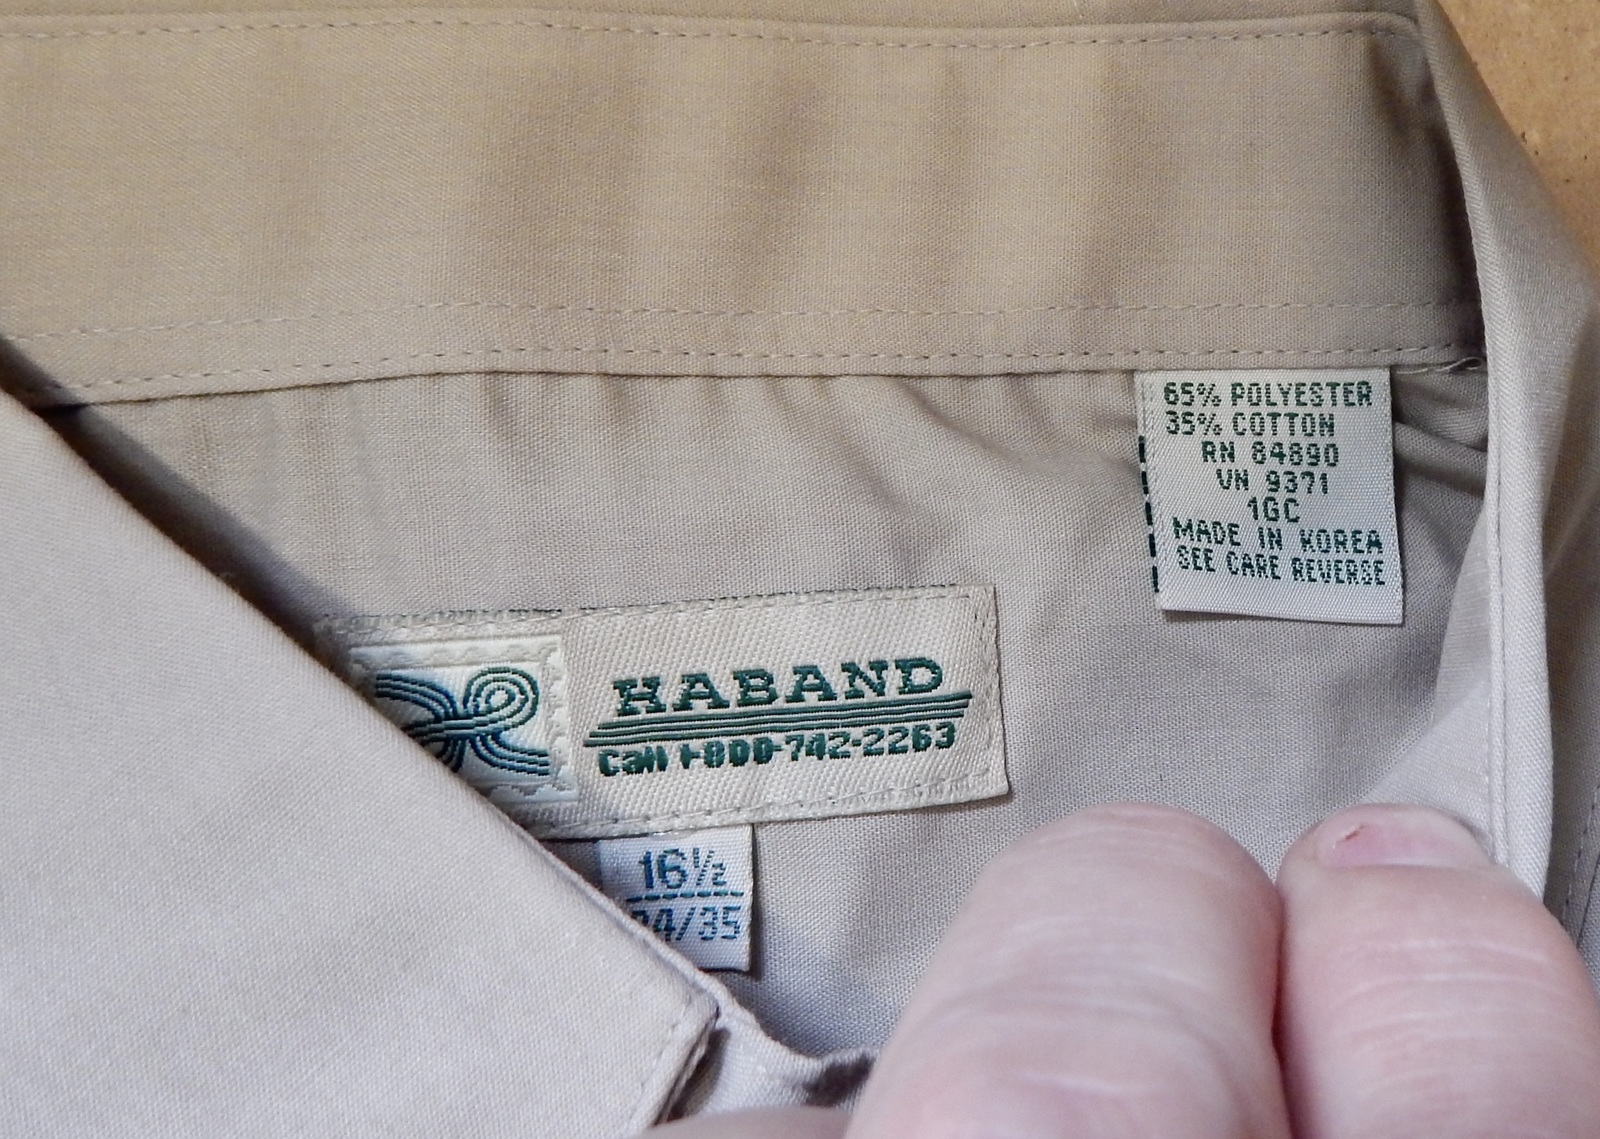 65% POLYESTER
35% COTTON
RN 84890
VN 9371
1GC
MADE IN KOREA
SEE CARE REVERSE
HABAND
Call 1-800-742-2263
16½
/35